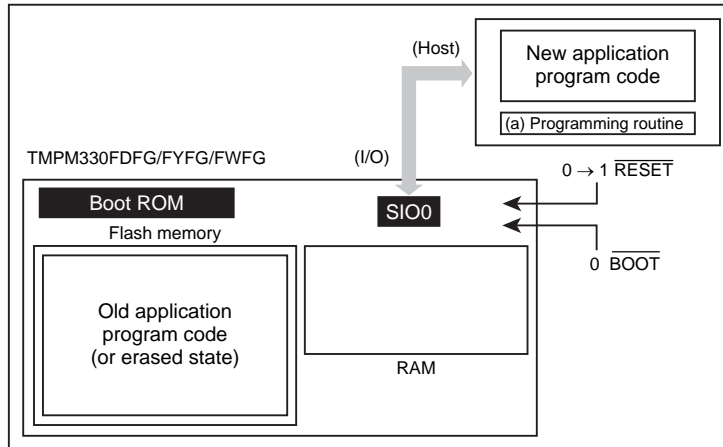 (Host)
New application
program code
(a) Programming routine
TMPM330FDFG/FYFG/FWFG
(I/O)
0 → 1 RESET
Boot ROM
SIO0
Flash memory
0 BOOT
Old application
program code
(or erased state)
RAM